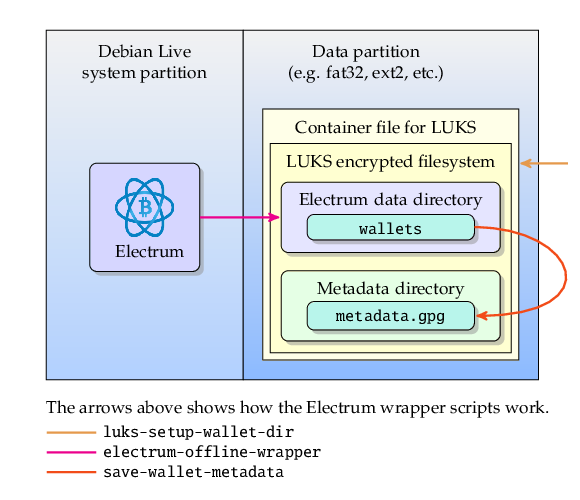 Debian Live
system partition
Data partition
(e.g. fat32, ext2, etc.)
Container file for LUKS
LUKS encrypted filesystem
Electrum data directory
wallets
Electrum
Metadata directory
metadata.gpg
The arrows above shows how the Electrum wrapper scripts work.
luks-setup-wallet-dir
electrum-offline-wrapper
save-wallet-metadata